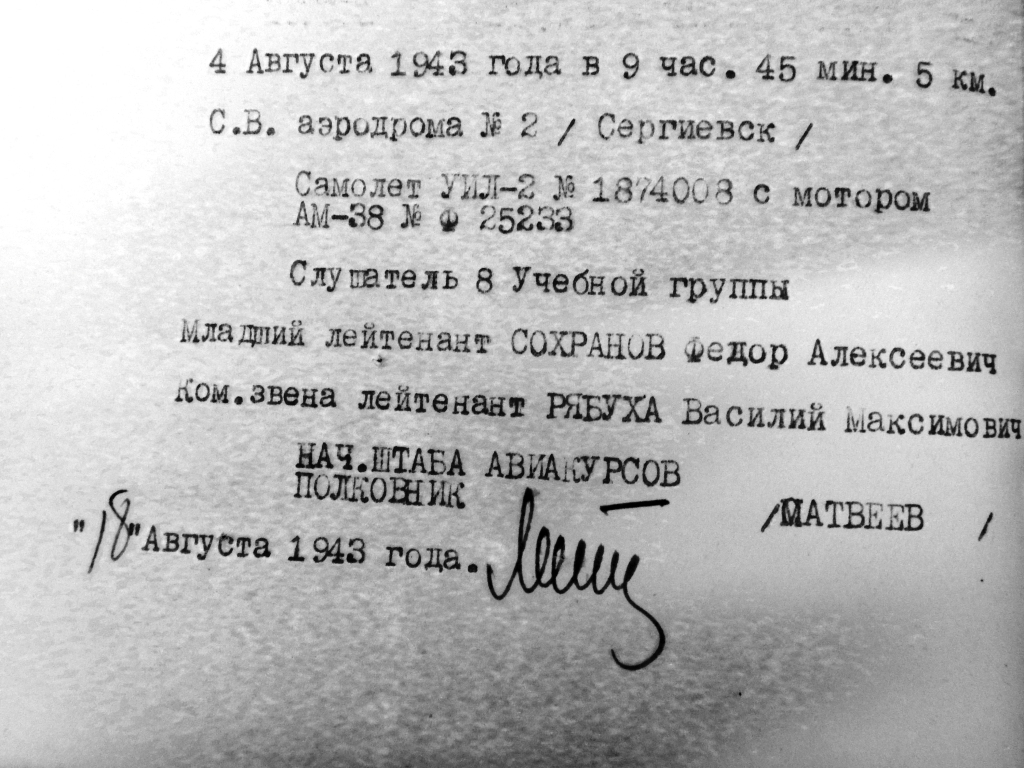 4 Августа 1943 года в 9 час. 45 мин. 5 км.
С.В. аэродрома № 2 / Сергиевск /
Самолет УИЛ-2 № 1874008 с мотором
АМ-38 № Ф 25233
Слушатель 8 Учебной группы
Младший лейтенант СОХРАНОВ Федор Алексеевич
Ком.звена лейтенант РЯБУХА Василий Максимович
НАЧ.ШТАБА АВИАКУРСОВ
ПОЛКОВНИК
/МАТВЕЕВ /
"18"Августа 1943 года.